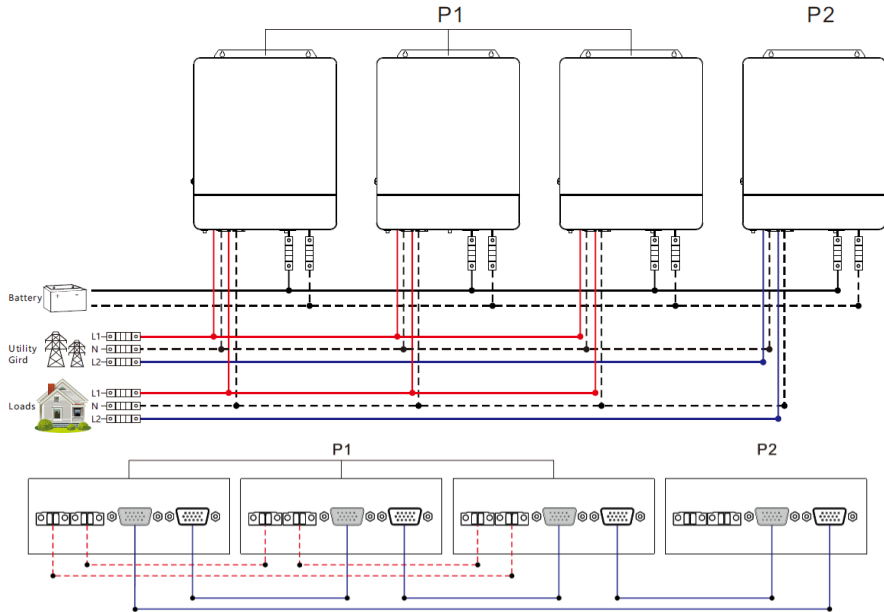 P1 P2
Battery
Utility
Gird
L1
N
L2
Loads
L1
N
L2
P1 P2